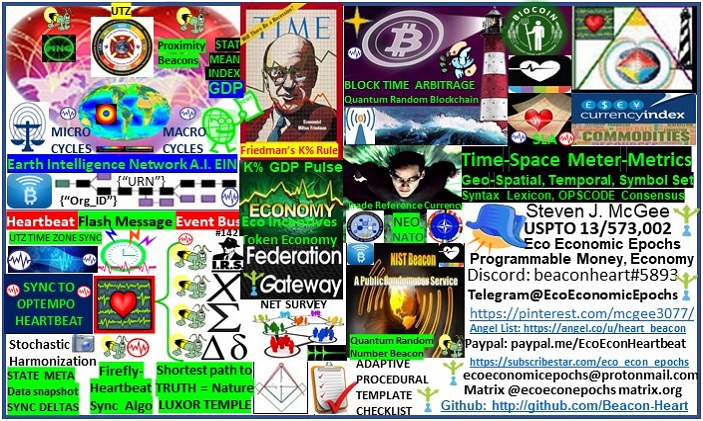 UTZ
Proximity
Beacons
STAT
MEAN
INDEX
GDP
MICRO
CYCLES
MACRO
CYCLES
Earth Intelligence Network A.I. EIN
{"URN"}
{"Org_ID"}
Heartbeat Flash Message Event Bus
UTZ TIME ZONE SYNC
#142
I.R.S
SYNC TO
OPTEMPO
HEARTBEAT
Stochastic
Harmonization
STATE META
Data snapshot
SYNC DELTAS
Firefly-
Heartbeat
Sync Algo
Χ
Σ
Δ δ
Shortest path to
TRUTH = Nature
LUXOR TEMPLE
TIME
Will There Be a Recession?
Economist
Milton Friedman
Friedman's K% Rule
K% GDP Pulse
ECONOMY
Eco Incentives
Token Economy
Federation
Gateway
NET SURVEY
ADAPTIVE
PROCEDURAL
TEMPLATE
CHECKLIST
BLOCK TIME ARBITRAGE
Quantum Random Blockchain
BIOCOIN
SLA
currencyindex
COMMODITIES
Trade Reference Currency
NEO
NATO
NIST Beacon
A Public Randomness Service
Quantum Random
Number Beacon
Time-Space Meter-Metrics
Geo-Spatial, Temporal, Symbol Set
Syntax Lexicon, OPSCODE Consensus
Steven J. McGee
USPTO 13/573,002
Eco Economic Epochs
Programmable Money, Economy
Discord: beaconheart#5893
Telegram@EcoEconomicEpochs
https://pinterest.com/mcgee3077/
Angel List: https://angel.co/u/heart_beacon
Paypal: paypal.me/EcoEconHeartbeat
https://subscribestar.com/eco_econ_epochs
ecoeconomicepochs@protonmail.com
Matrix @ecoeconepochs matrix.org
Github: http://github.com/Beacon-Heart